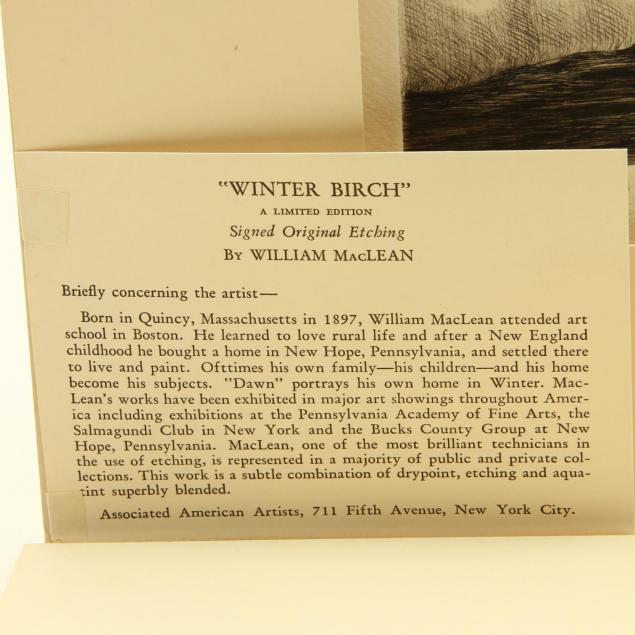 "WINTER BIRCH"
A LIMITED EDITION
Signed Original Etching
By WILLIAM MacLEAN
Briefly concerning the artist—
Born in Quincy, Massachusetts in 1897, William MacLean attended art
school in Boston. He learned to love rural life and after a New England
childhood he bought a home in New Hope, Pennsylvania, and settled there
to live and paint. Ofttimes his own family—his children—and his home
become his subjects. "Dawn" portrays his own home in Winter. Mac-
Lean's works have been exhibited in major art showings throughout Amer-
ica including exhibitions at the Pennsylvania Academy of Fine Arts, the
Salmagundi Club in New York and the Bucks County Group at New
Hope, Pennsylvania. MacLean, one of the most brilliant technicians in
the use of etching, is represented in a majority of public and private col-
lections. This work is a subtle combination of drypoint, etching and aqua-
tint superbly blended.
Associated American Artists, 711 Fifth Avenue, New York City.